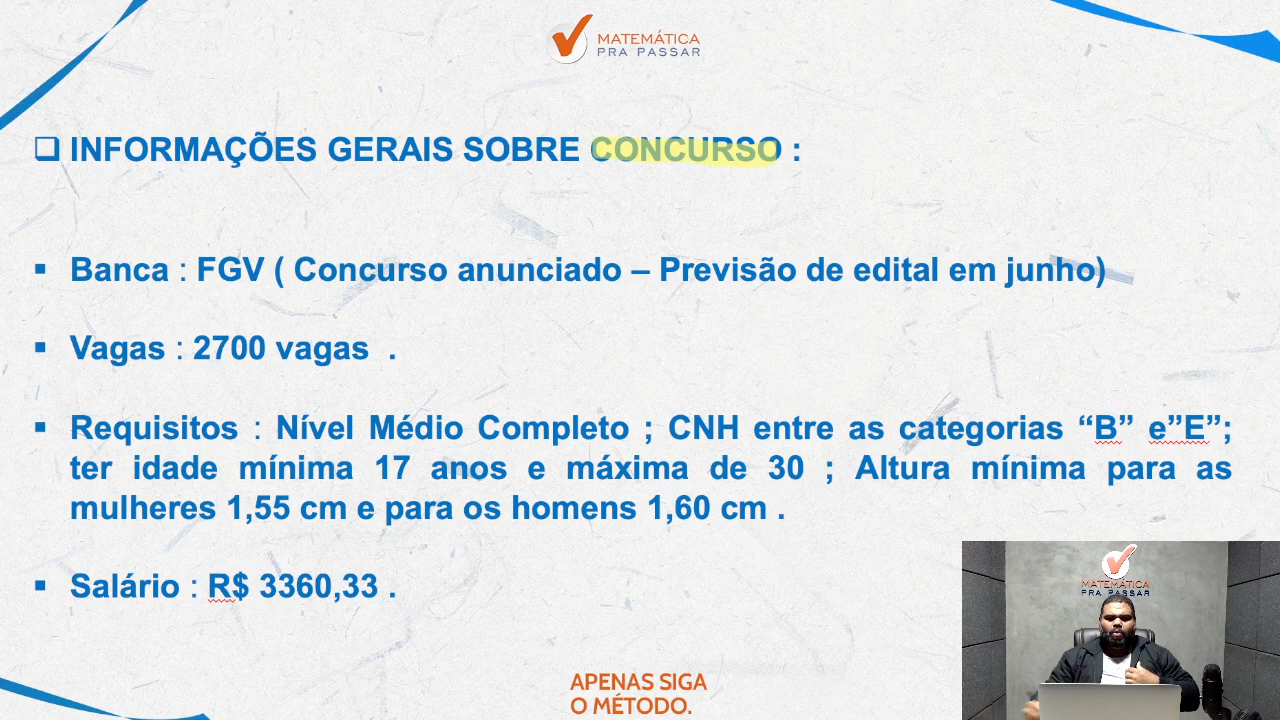 MATEMÁTICA
PRA PASSAR
INFORMAÇÕES GERAIS SOBRE CONCURSO :
Banca : FGV ( Concurso anunciado – Previsão de edital em junho)
Vagas : 2700 vagas .
Requisitos : Nível Médio Completo ; CNH entre as categorias “B” e”E”;
ter idade mínima 17 anos e máxima de 30 ; Altura mínima para as
mulheres 1,55 cm e para os homens 1,60 cm .
Salário : R$ 3360,33 .
MATEMÁTICA
PRA PASSAR
APENAS SIGA
O MÉTODO.